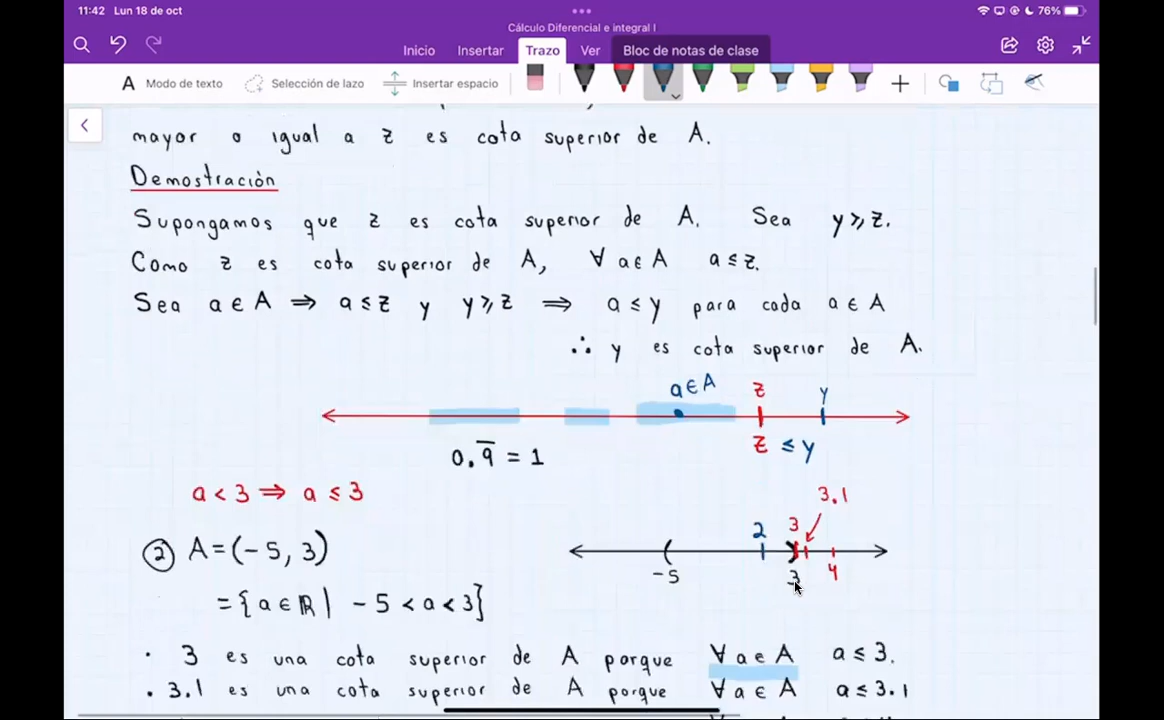 11:42 Lun 18 de oct
76%
Cálculo Diferencial e integral I
Inicio Insertar Trazo Ver Bloc de notas de clase
A Modo de texto Selección de lazo Insertar espacio
mayor o igual a z es cota superior de A.
Demostración
Supongamos que z es cota superior de A. Sea y ≥ z.
Como z es cota superior de A, ∀ a ∈ A a ≤ z.
Sea a ∈ A ⇒ a ≤ z y y ≥ z ⇒ a ≤ y para cada a ∈ A
∴ y es cota superior de A.
a ∈ A z y
z ≤ y
0.9̅ = 1
a < 3 ⇒ a ≤ 3
3.1
2 3
② A = (-5, 3)
-5 3 4
= {a ∈ ℝ | -5 < a < 3}
· 3 es una cota superior de A porque ∀ a ∈ A a ≤ 3.
· 3.1 es una cota superior de A porque ∀ a ∈ A a ≤ 3.1